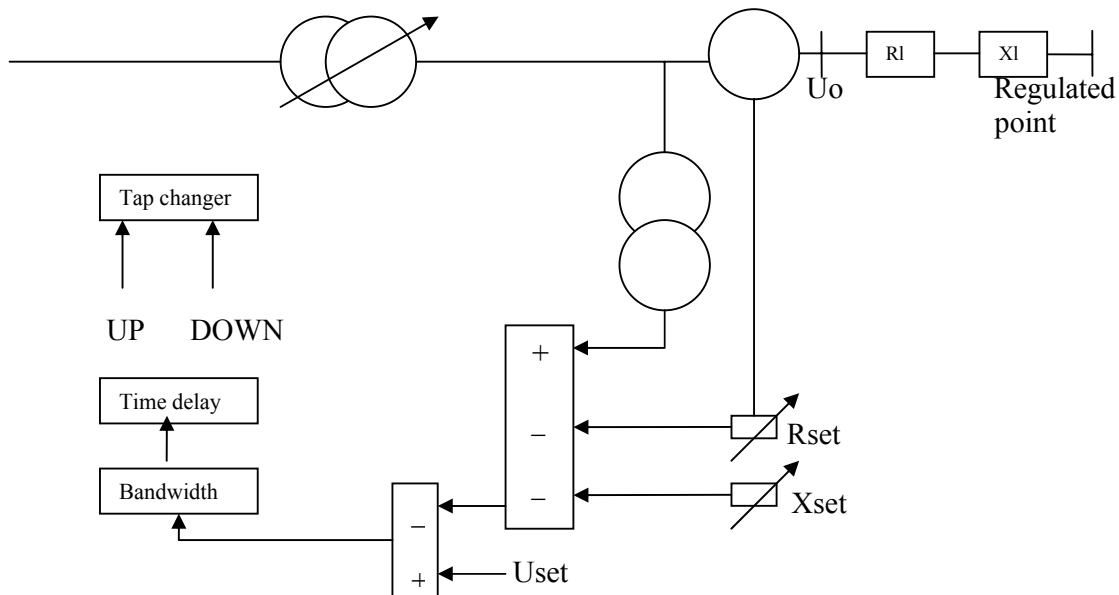 Rl
Xl
Uo
Regulated
point
Tap changer
UP
DOWN
+
Time delay
−
Rset
Bandwidth
−
Xset
−
+
Uset